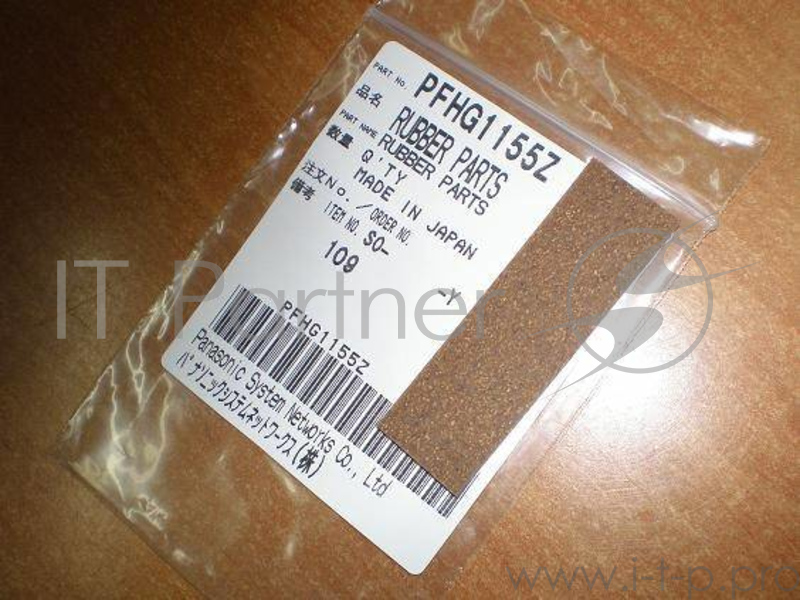 PART No. PFHG1155Z
品名 RUBBER PARTS
PART NAME RUBBER PARTS
数量 Q'TY
MADE IN JAPAN
注文No./ORDER NO.
備考 ITEM NO. SO- -Y
109
PFHG1155Z
Panasonic System Networks Co., Ltd
パナソニックシステムネットワークス(株)
IT Partner
www.i-t-p.pro